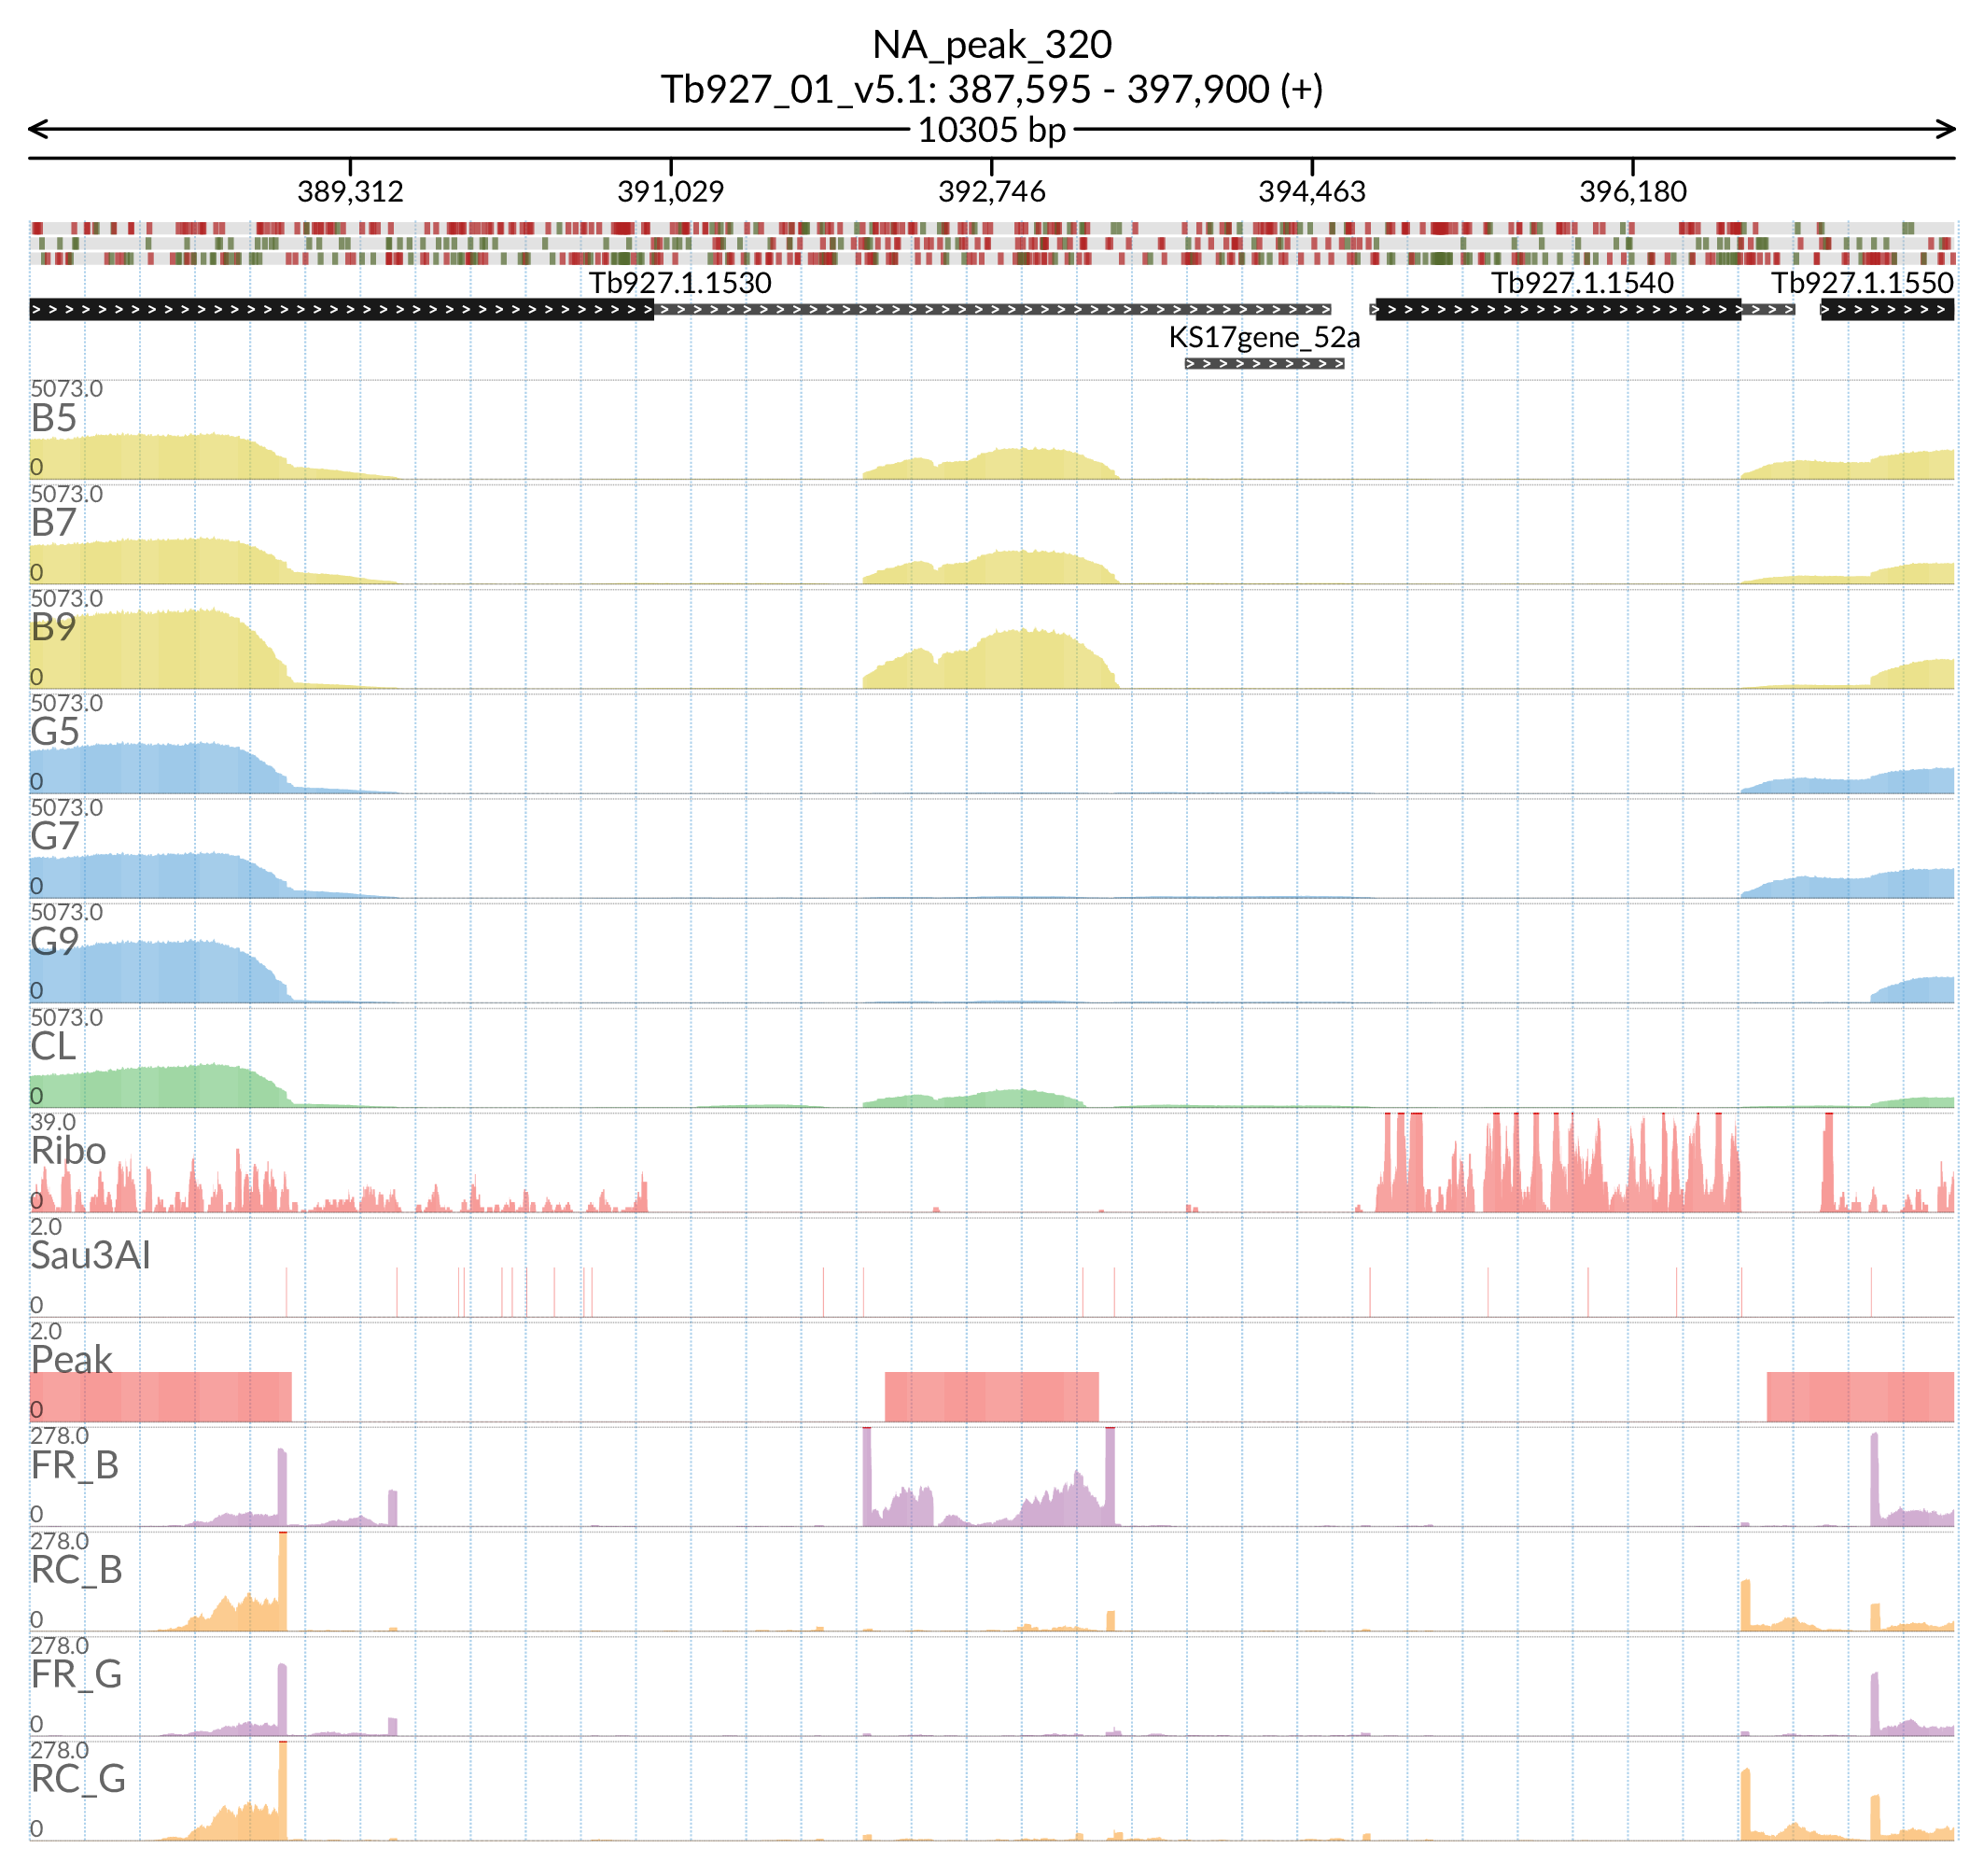 NA_peak_320
Tb927_01_v5.1: 387,595 - 397,900 (+)
10305 bp
389,312 391,029 392,746 394,463 396,180
Tb927.1.1530 Tb927.1.1540 Tb927.1.1550
KS17gene_52a
5073.0
B5
0
5073.0
B7
0
5073.0
B9
0
5073.0
G5
0
5073.0
G7
0
5073.0
G9
0
5073.0
CL
0
39.0
Ribo
0
2.0
Sau3AI
0
2.0
Peak
0
278.0
FR_B
0
278.0
RC_B
0
278.0
FR_G
0
278.0
RC_G
0